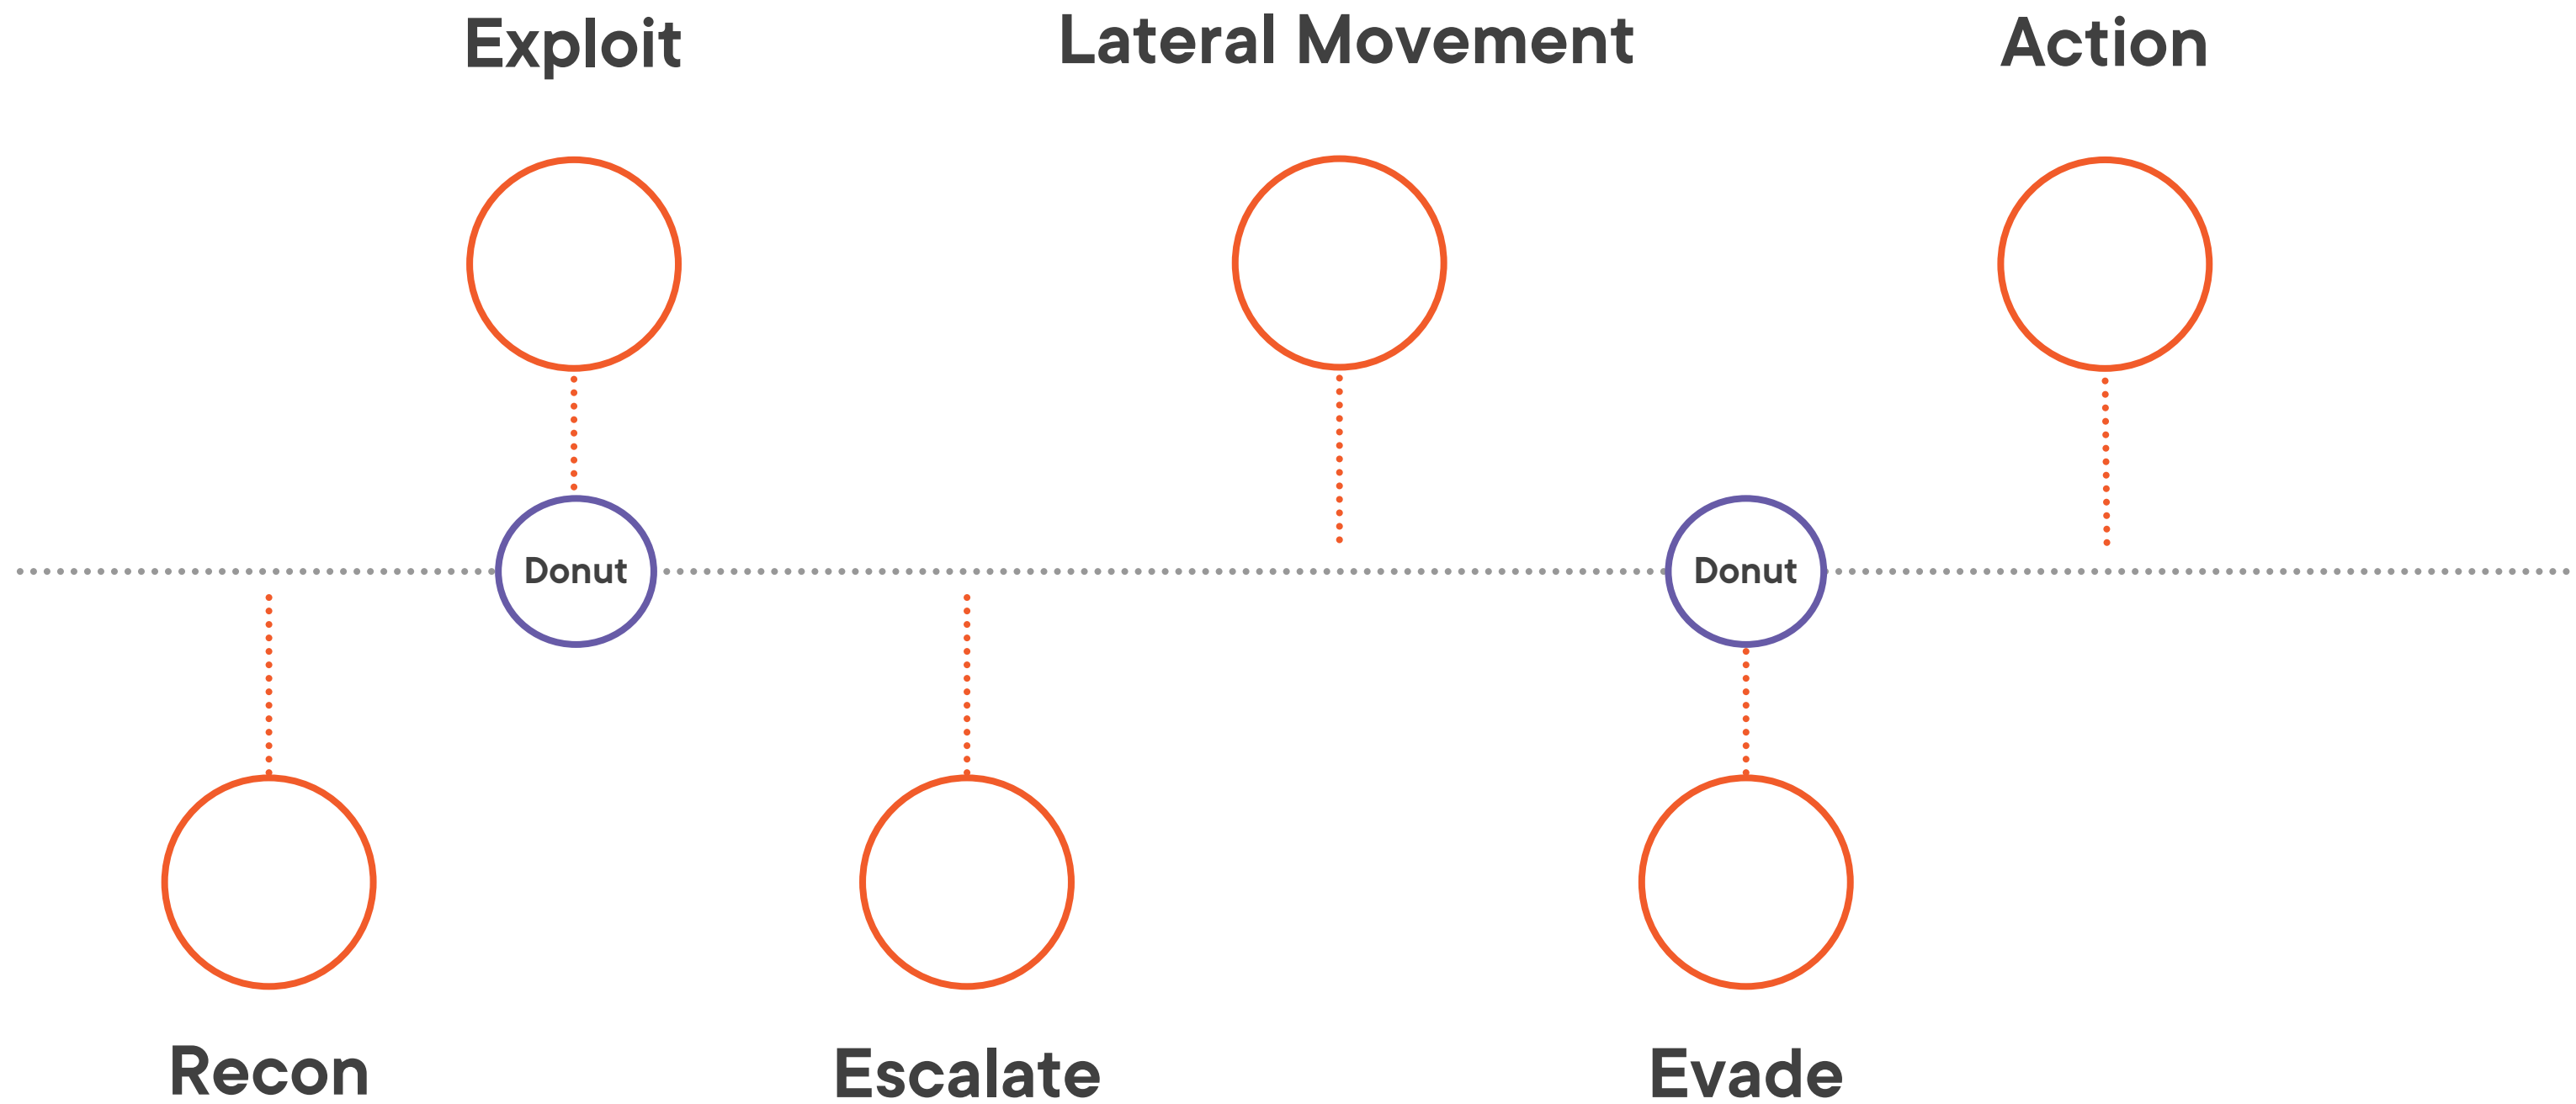 Exploit
Lateral Movement
Action
Donut
Donut
Recon
Escalate
Evade